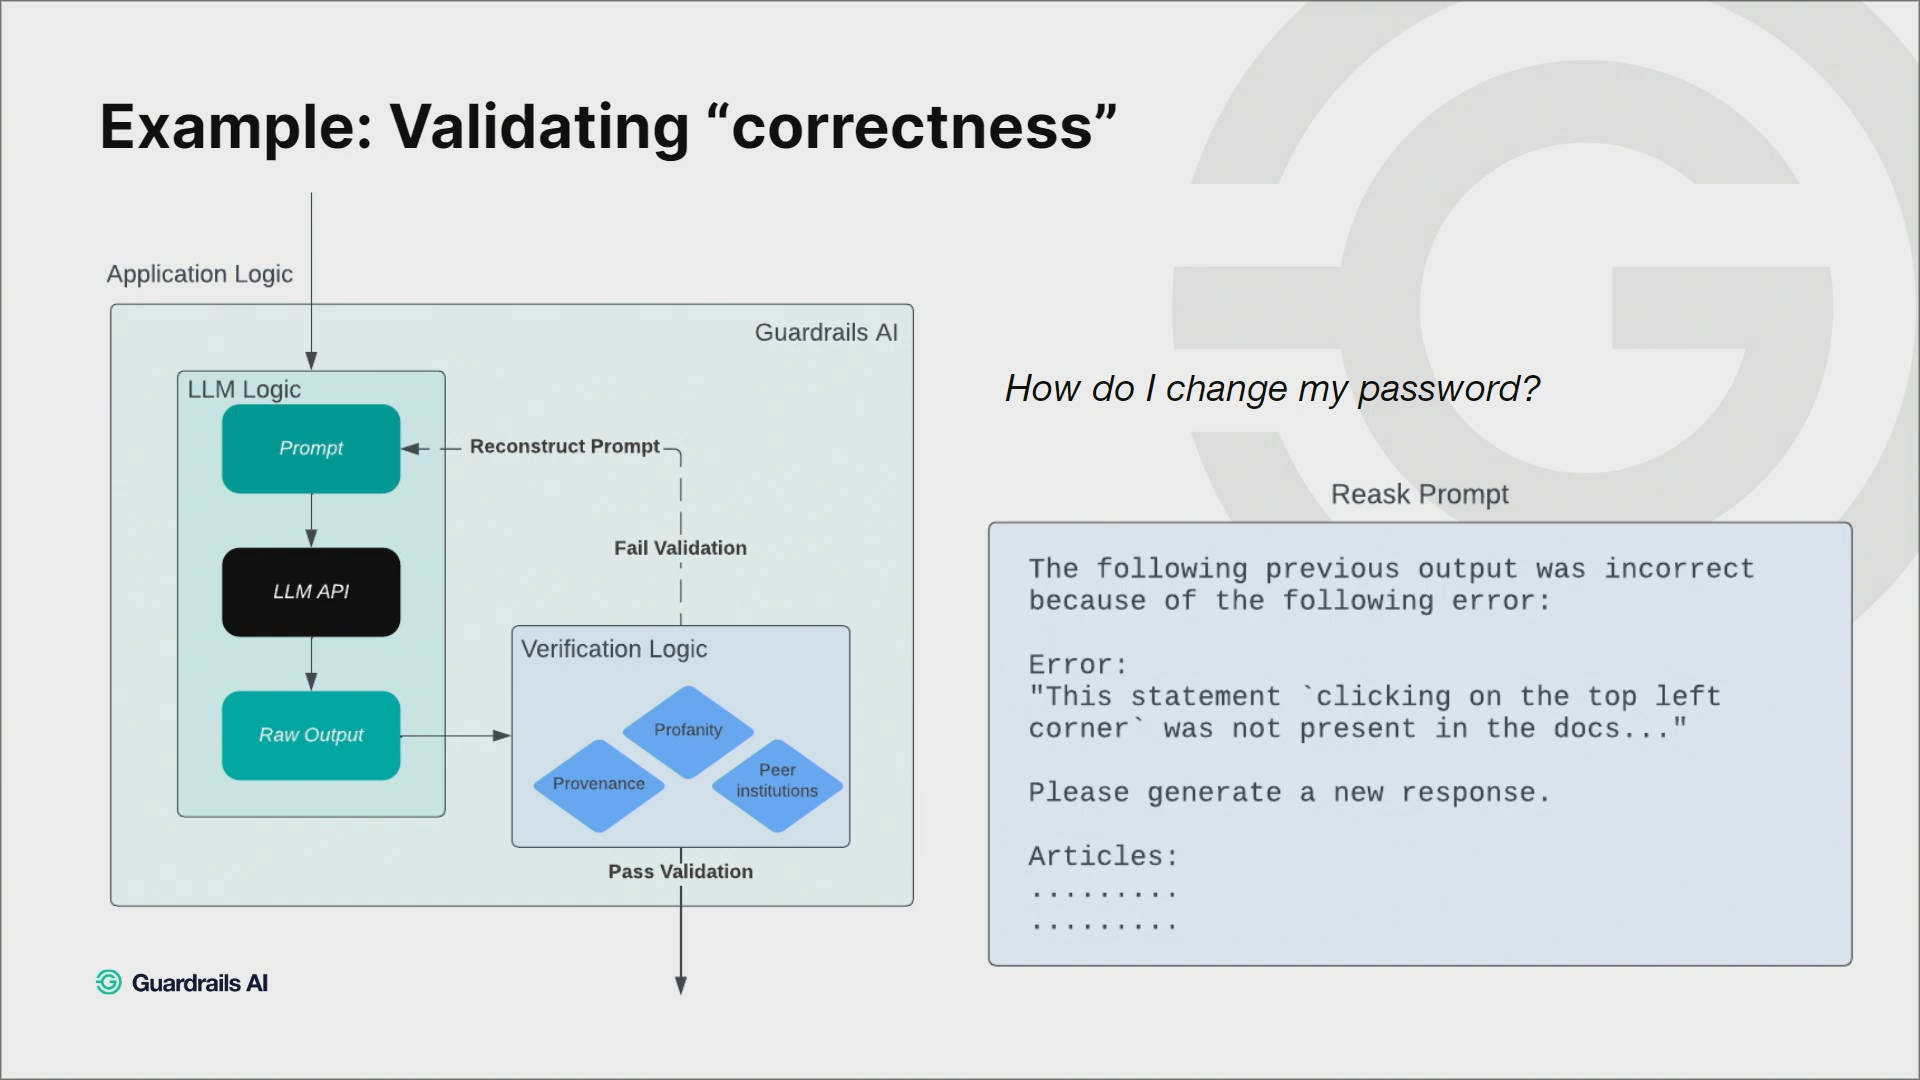 Example: Validating “correctness”
Application Logic
Guardrails AI
LLM Logic
Prompt
Reconstruct Prompt
LLM API
Fail Validation
Raw Output
Verification Logic
Profanity
Provenance
Peer
institutions
Pass Validation
How do I change my password?
Reask Prompt
The following previous output was incorrect
because of the following error:
Error:
"This statement `clicking on the top left
corner` was not present in the docs..."
Please generate a new response.
Articles:
.........
.........
Guardrails AI